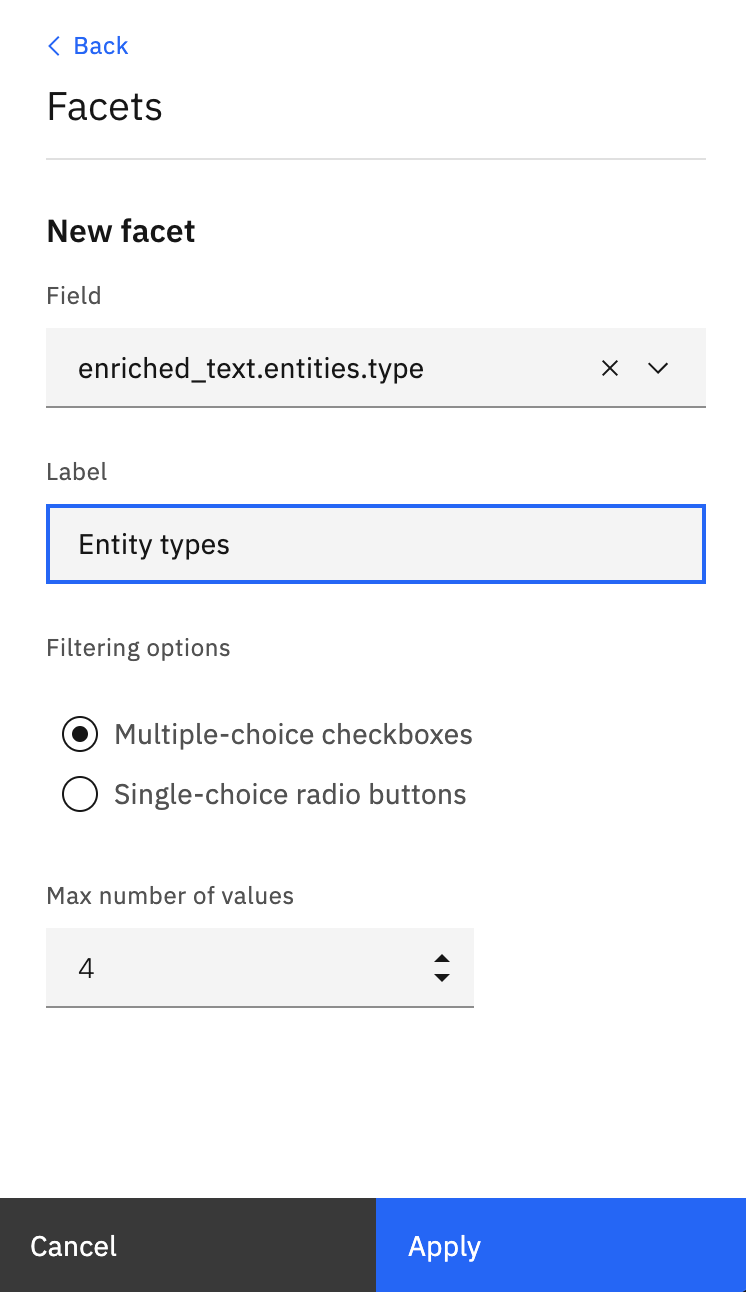 Back
Facets
New facet
Field
enriched_text.entities.type
Label
Entity types
Filtering options
Multiple-choice checkboxes
Single-choice radio buttons
Max number of values
4
Cancel
Apply